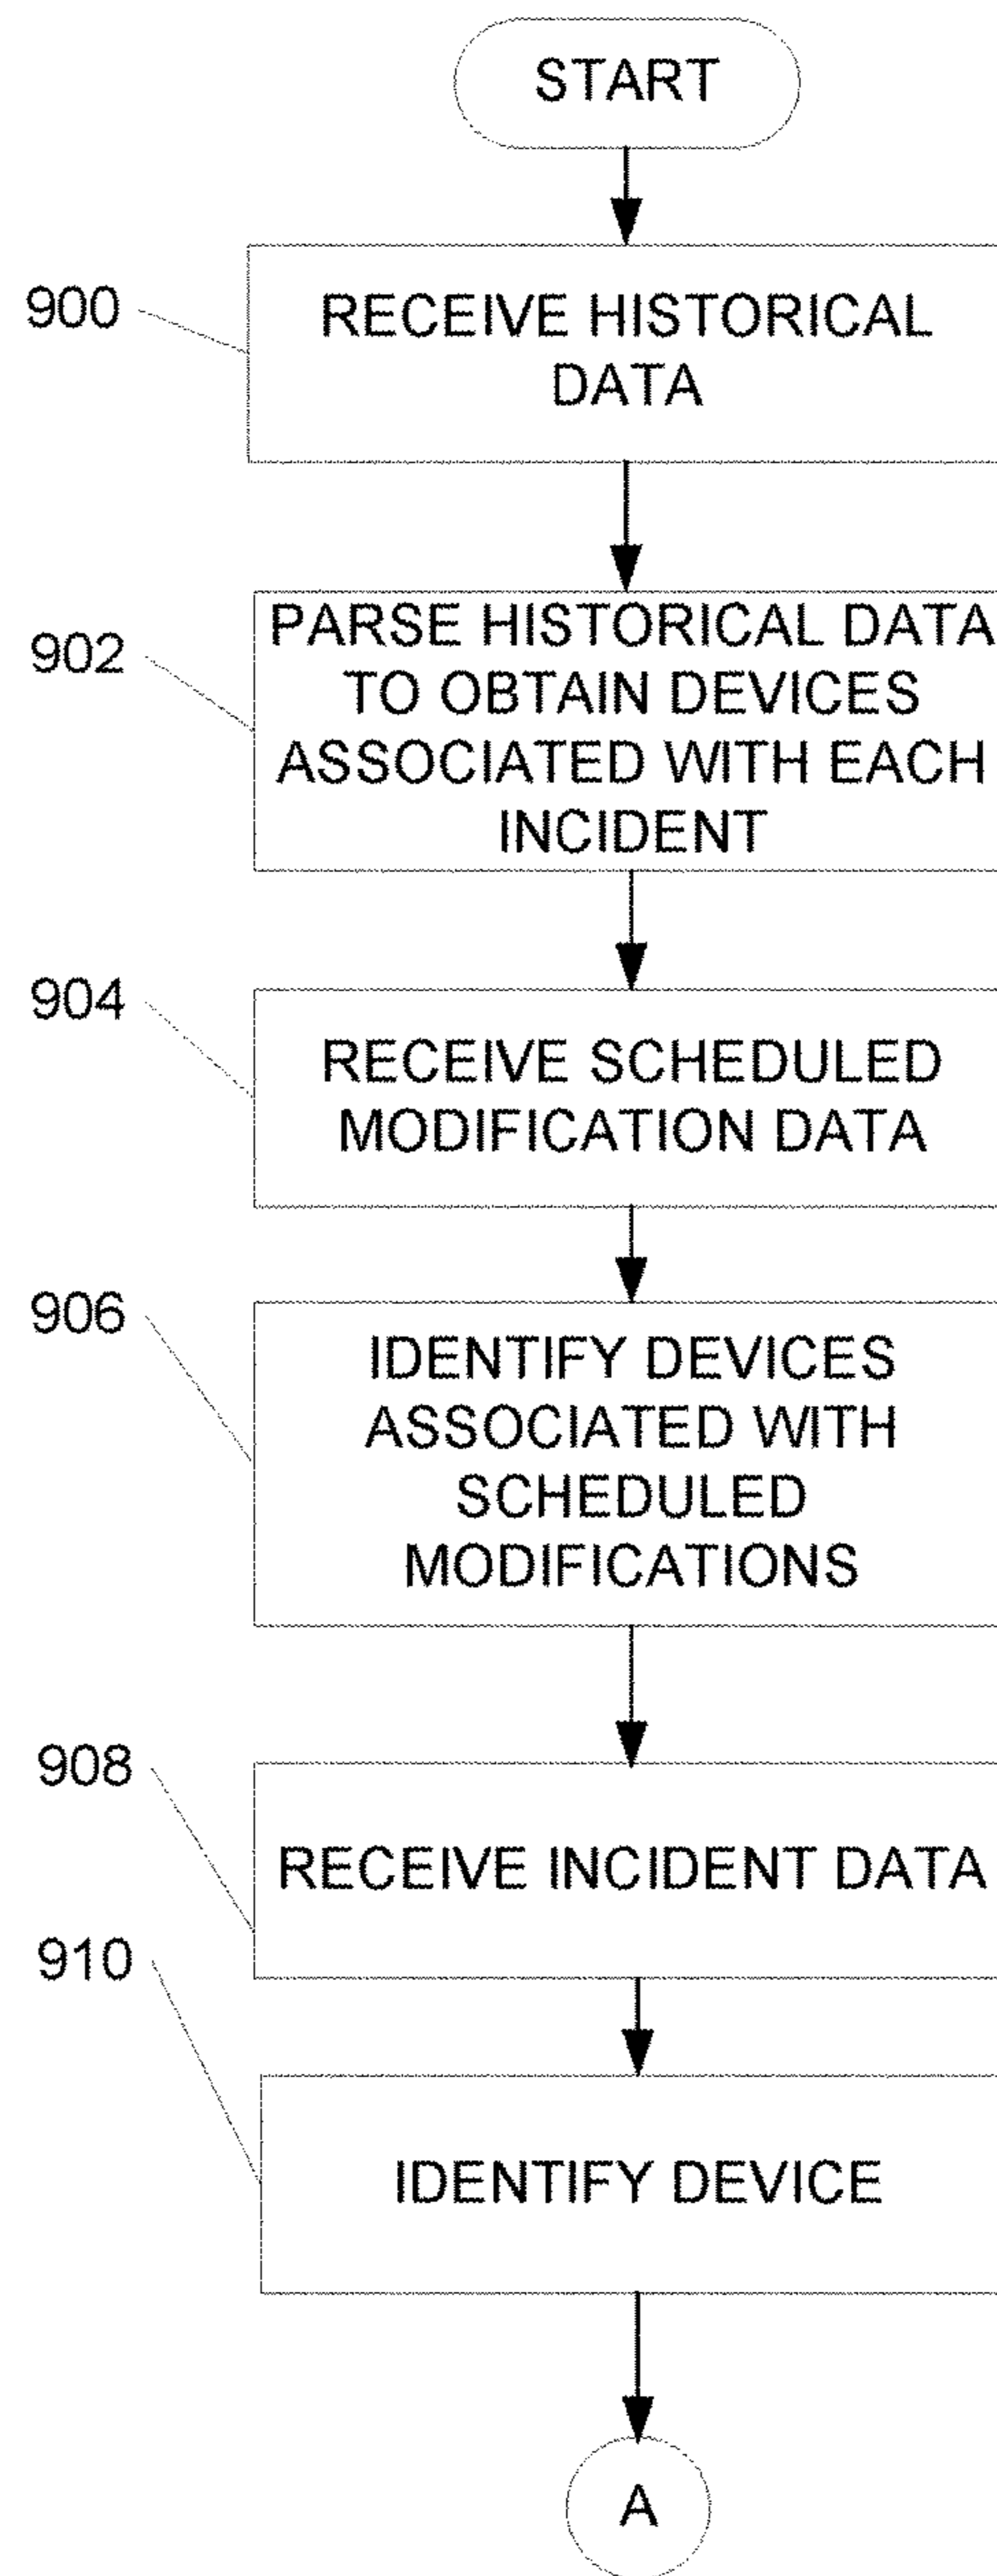 START
900
RECEIVE HISTORICAL
DATA
902
PARSE HISTORICAL DATA
TO OBTAIN DEVICES
ASSOCIATED WITH EACH
INCIDENT
904
RECEIVE SCHEDULED
MODIFICATION DATA
906
IDENTIFY DEVICES
ASSOCIATED WITH
SCHEDULED
MODIFICATIONS
908
RECEIVE INCIDENT DATA
910
IDENTIFY DEVICE
A